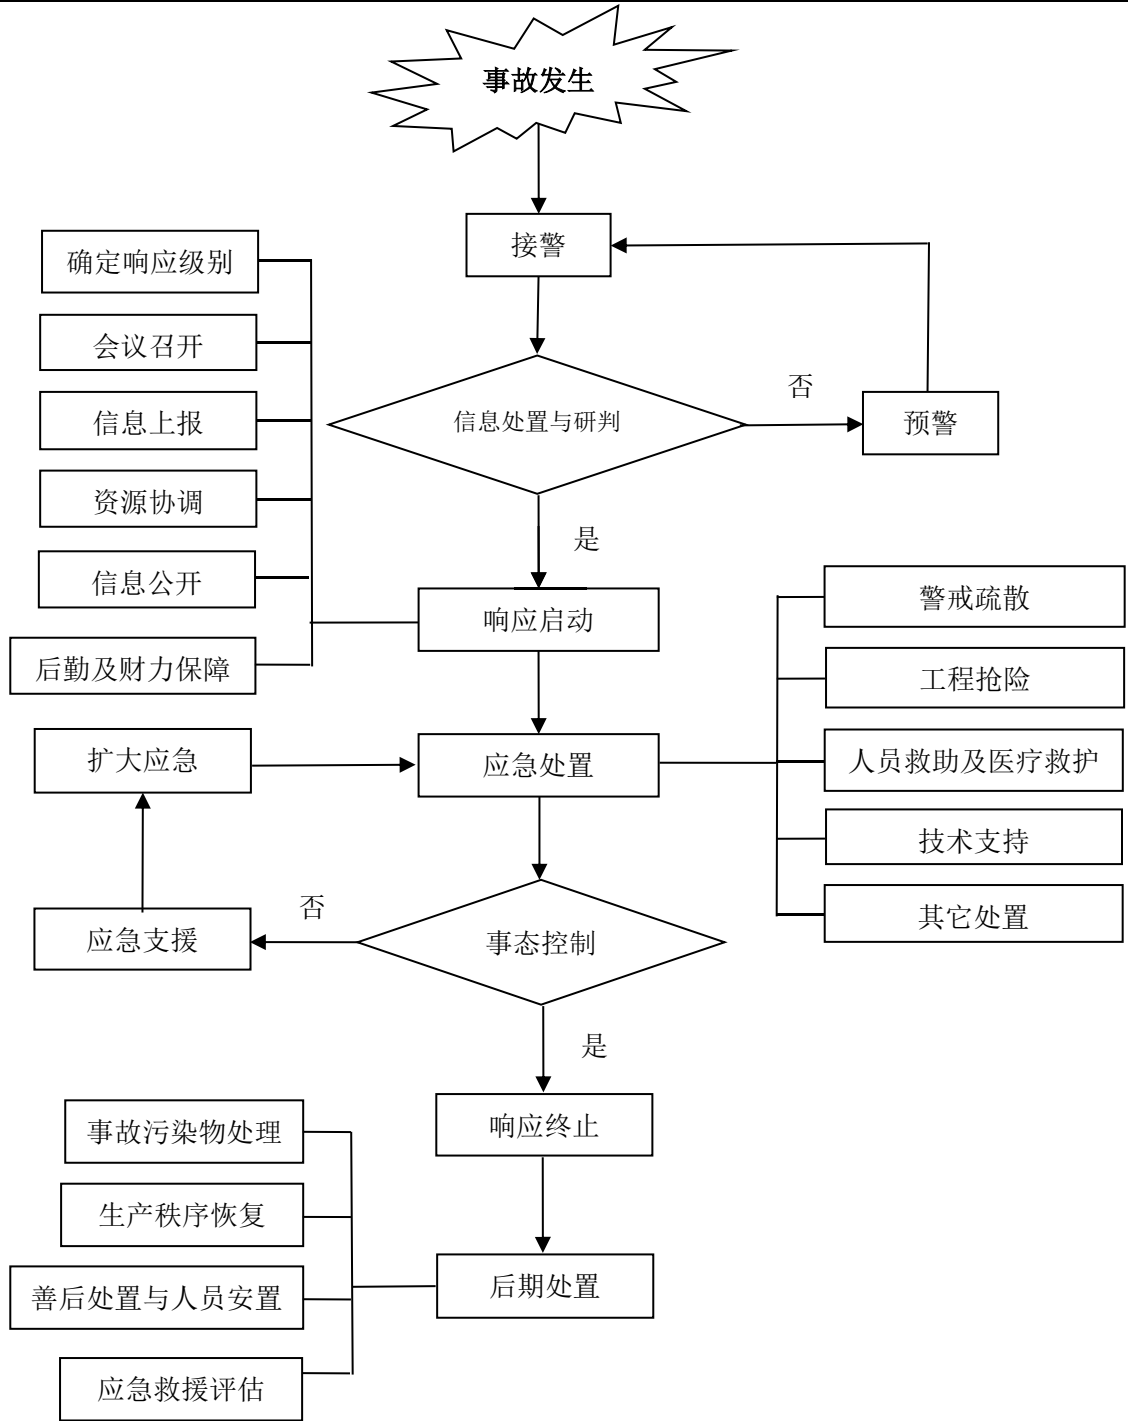 事故发生
接警
确定响应级别
会议召开
信息上报
资源协调
信息公开
后勤及财力保障
信息处置与研判
否
预警
是
响应启动
警戒疏散
工程抢险
人员救助及医疗救护
技术支持
其它处置
扩大应急
应急处置
应急支援
否
事态控制
是
响应终止
事故污染物处理
生产秩序恢复
善后处置与人员安置
应急救援评估
后期处置